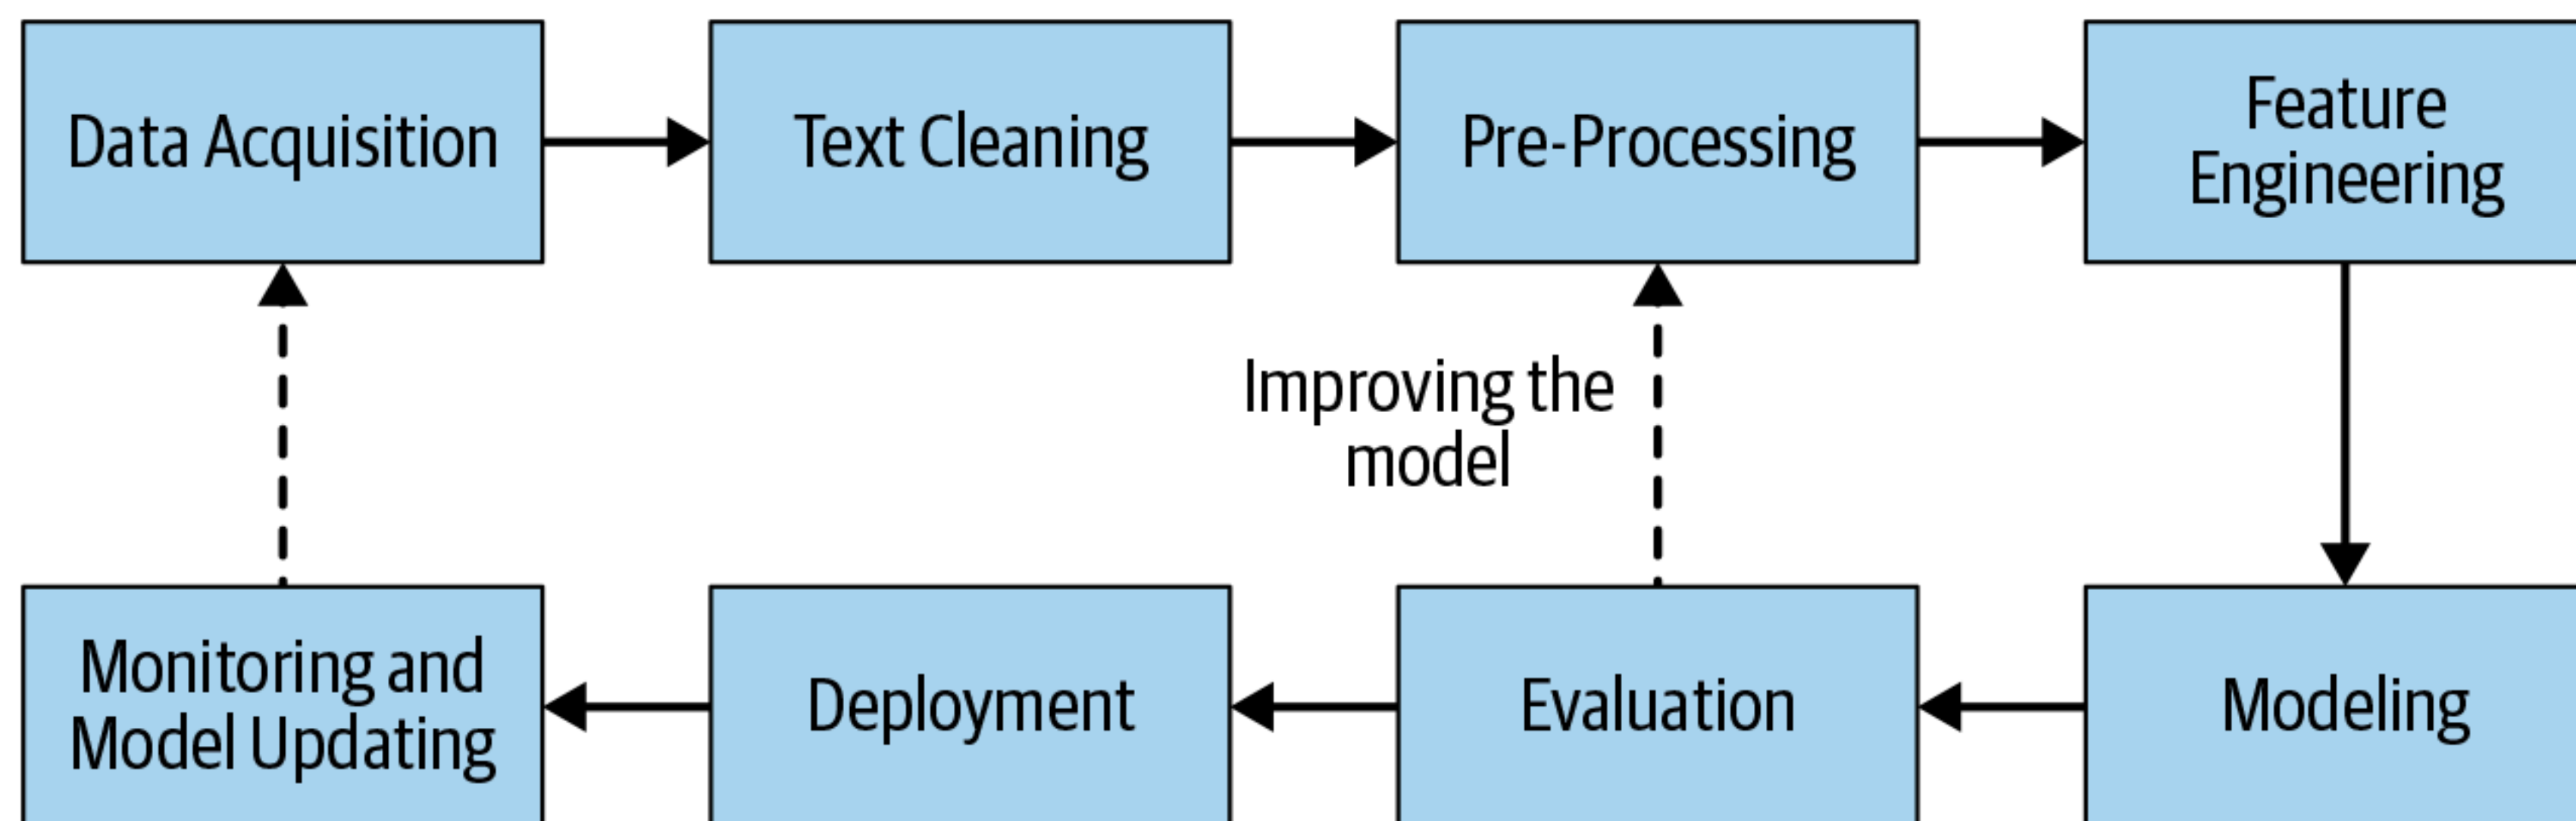 Data Acquisition
Text Cleaning
Pre-Processing
Feature
Engineering
Improving the
model
Monitoring and
Model Updating
Deployment
Evaluation
Modeling